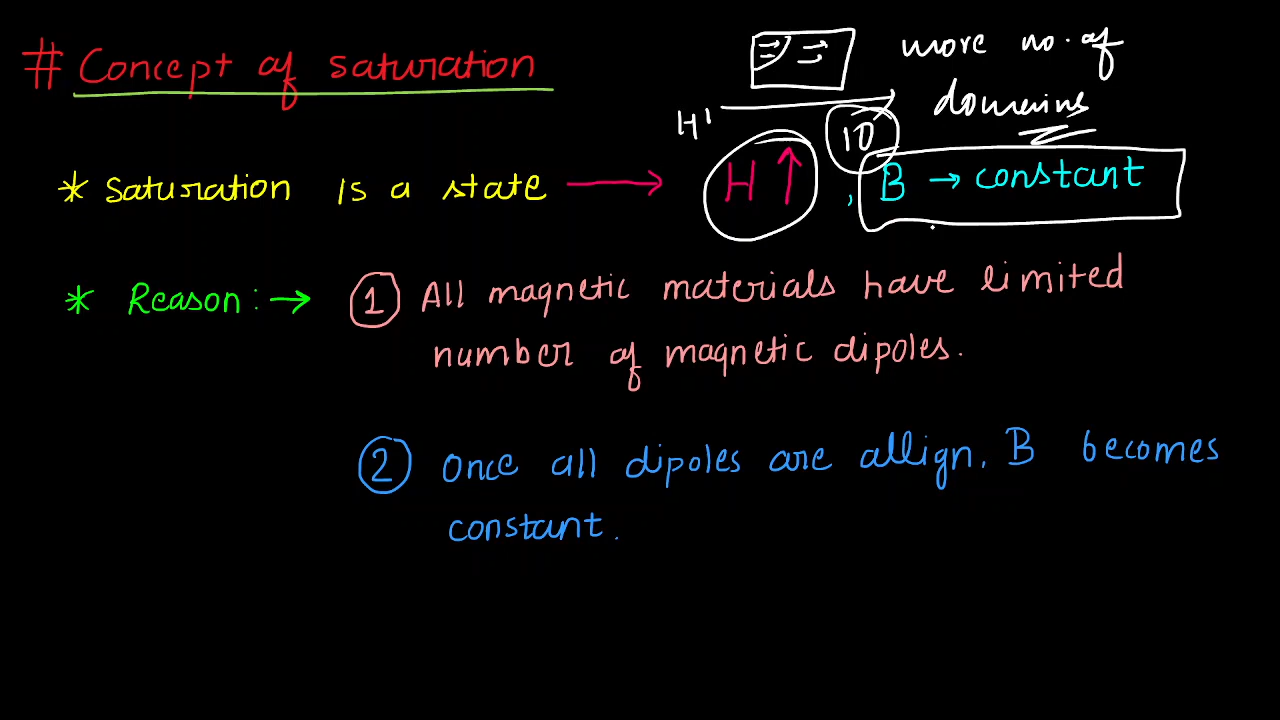 # Concept of saturation
more no. of
domains
H'
10
* Saturation is a state → H ↑ , B → constant
* Reason: → ① All magnetic materials have limited
number of magnetic dipoles.
② Once all dipoles are allign, B becomes
constant.